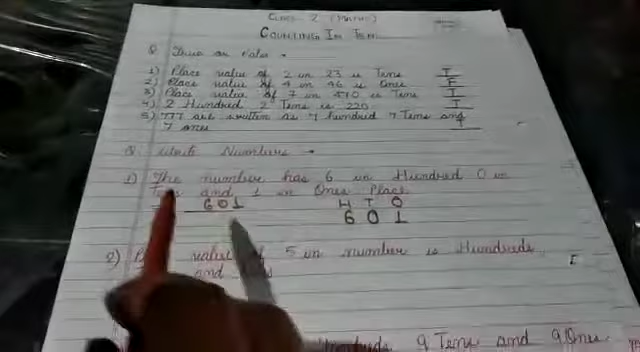 CLASS - 2 (MATHS)
COUNTING IN TEN
Q True or False -
1) Place value of 2 in 23 is Tens T
2) Place value of 4 in 46 is Ones F
3) Place value of 7 in 470 is Tens T
4) 2 Hundred 2 Tens is 220 T
5) 777 are written as 7 hundred 7 Tens and
7 ones
Q. Write Numbers -
1) The number has 6 in Hundred 0 in
Ten and 1 in Ones Place
601 H T O
6 0 1
2) value of 5 in number is Hundreds
and
9 Tens and 9 Ones